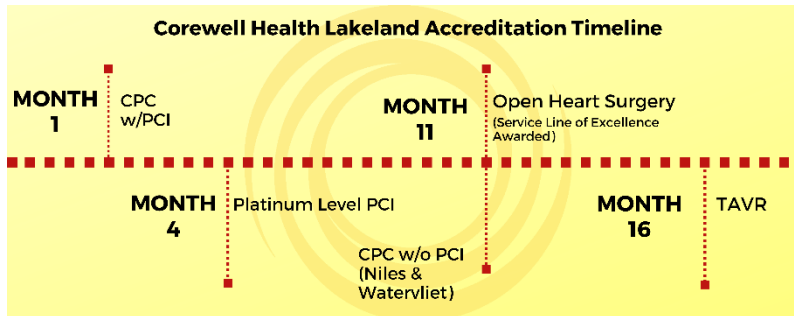 Corewell Health Lakeland Accreditation Timeline
MONTH
1
CPC
w/PCI
MONTH
4
Platinum Level PCI
MONTH
11
Open Heart Surgery
(Service Line of Excellence
Awarded)
CPC w/o PCI
(Niles &
Watervliet)
MONTH
16
TAVR